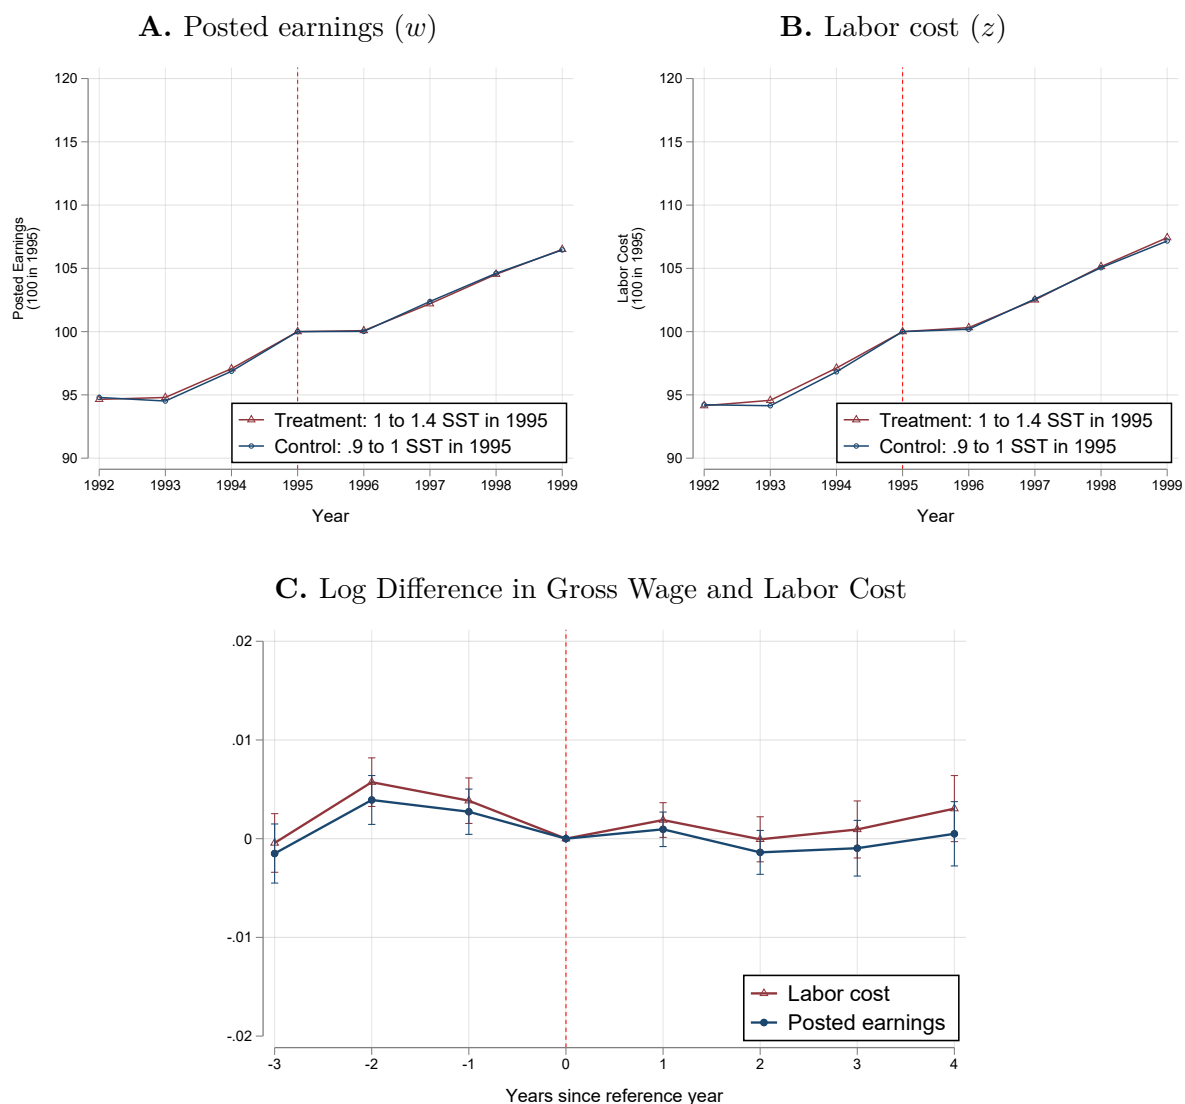 A. Posted earnings (w)
120
115
110
105
100
95
90
Posted Earnings
(100 in 1995)
Treatment: 1 to 1.4 SST in 1995
Control: .9 to 1 SST in 1995
1992 1993 1994 1995 1996 1997 1998 1999
Year
B. Labor cost (z)
120
115
110
105
100
95
90
Labor Cost
(100 in 1995)
Treatment: 1 to 1.4 SST in 1995
Control: .9 to 1 SST in 1995
1992 1993 1994 1995 1996 1997 1998 1999
Year
C. Log Difference in Gross Wage and Labor Cost
.02
.01
0
-.01
-.02
Labor cost
Posted earnings
-3 -2 -1 0 1 2 3 4
Years since reference year